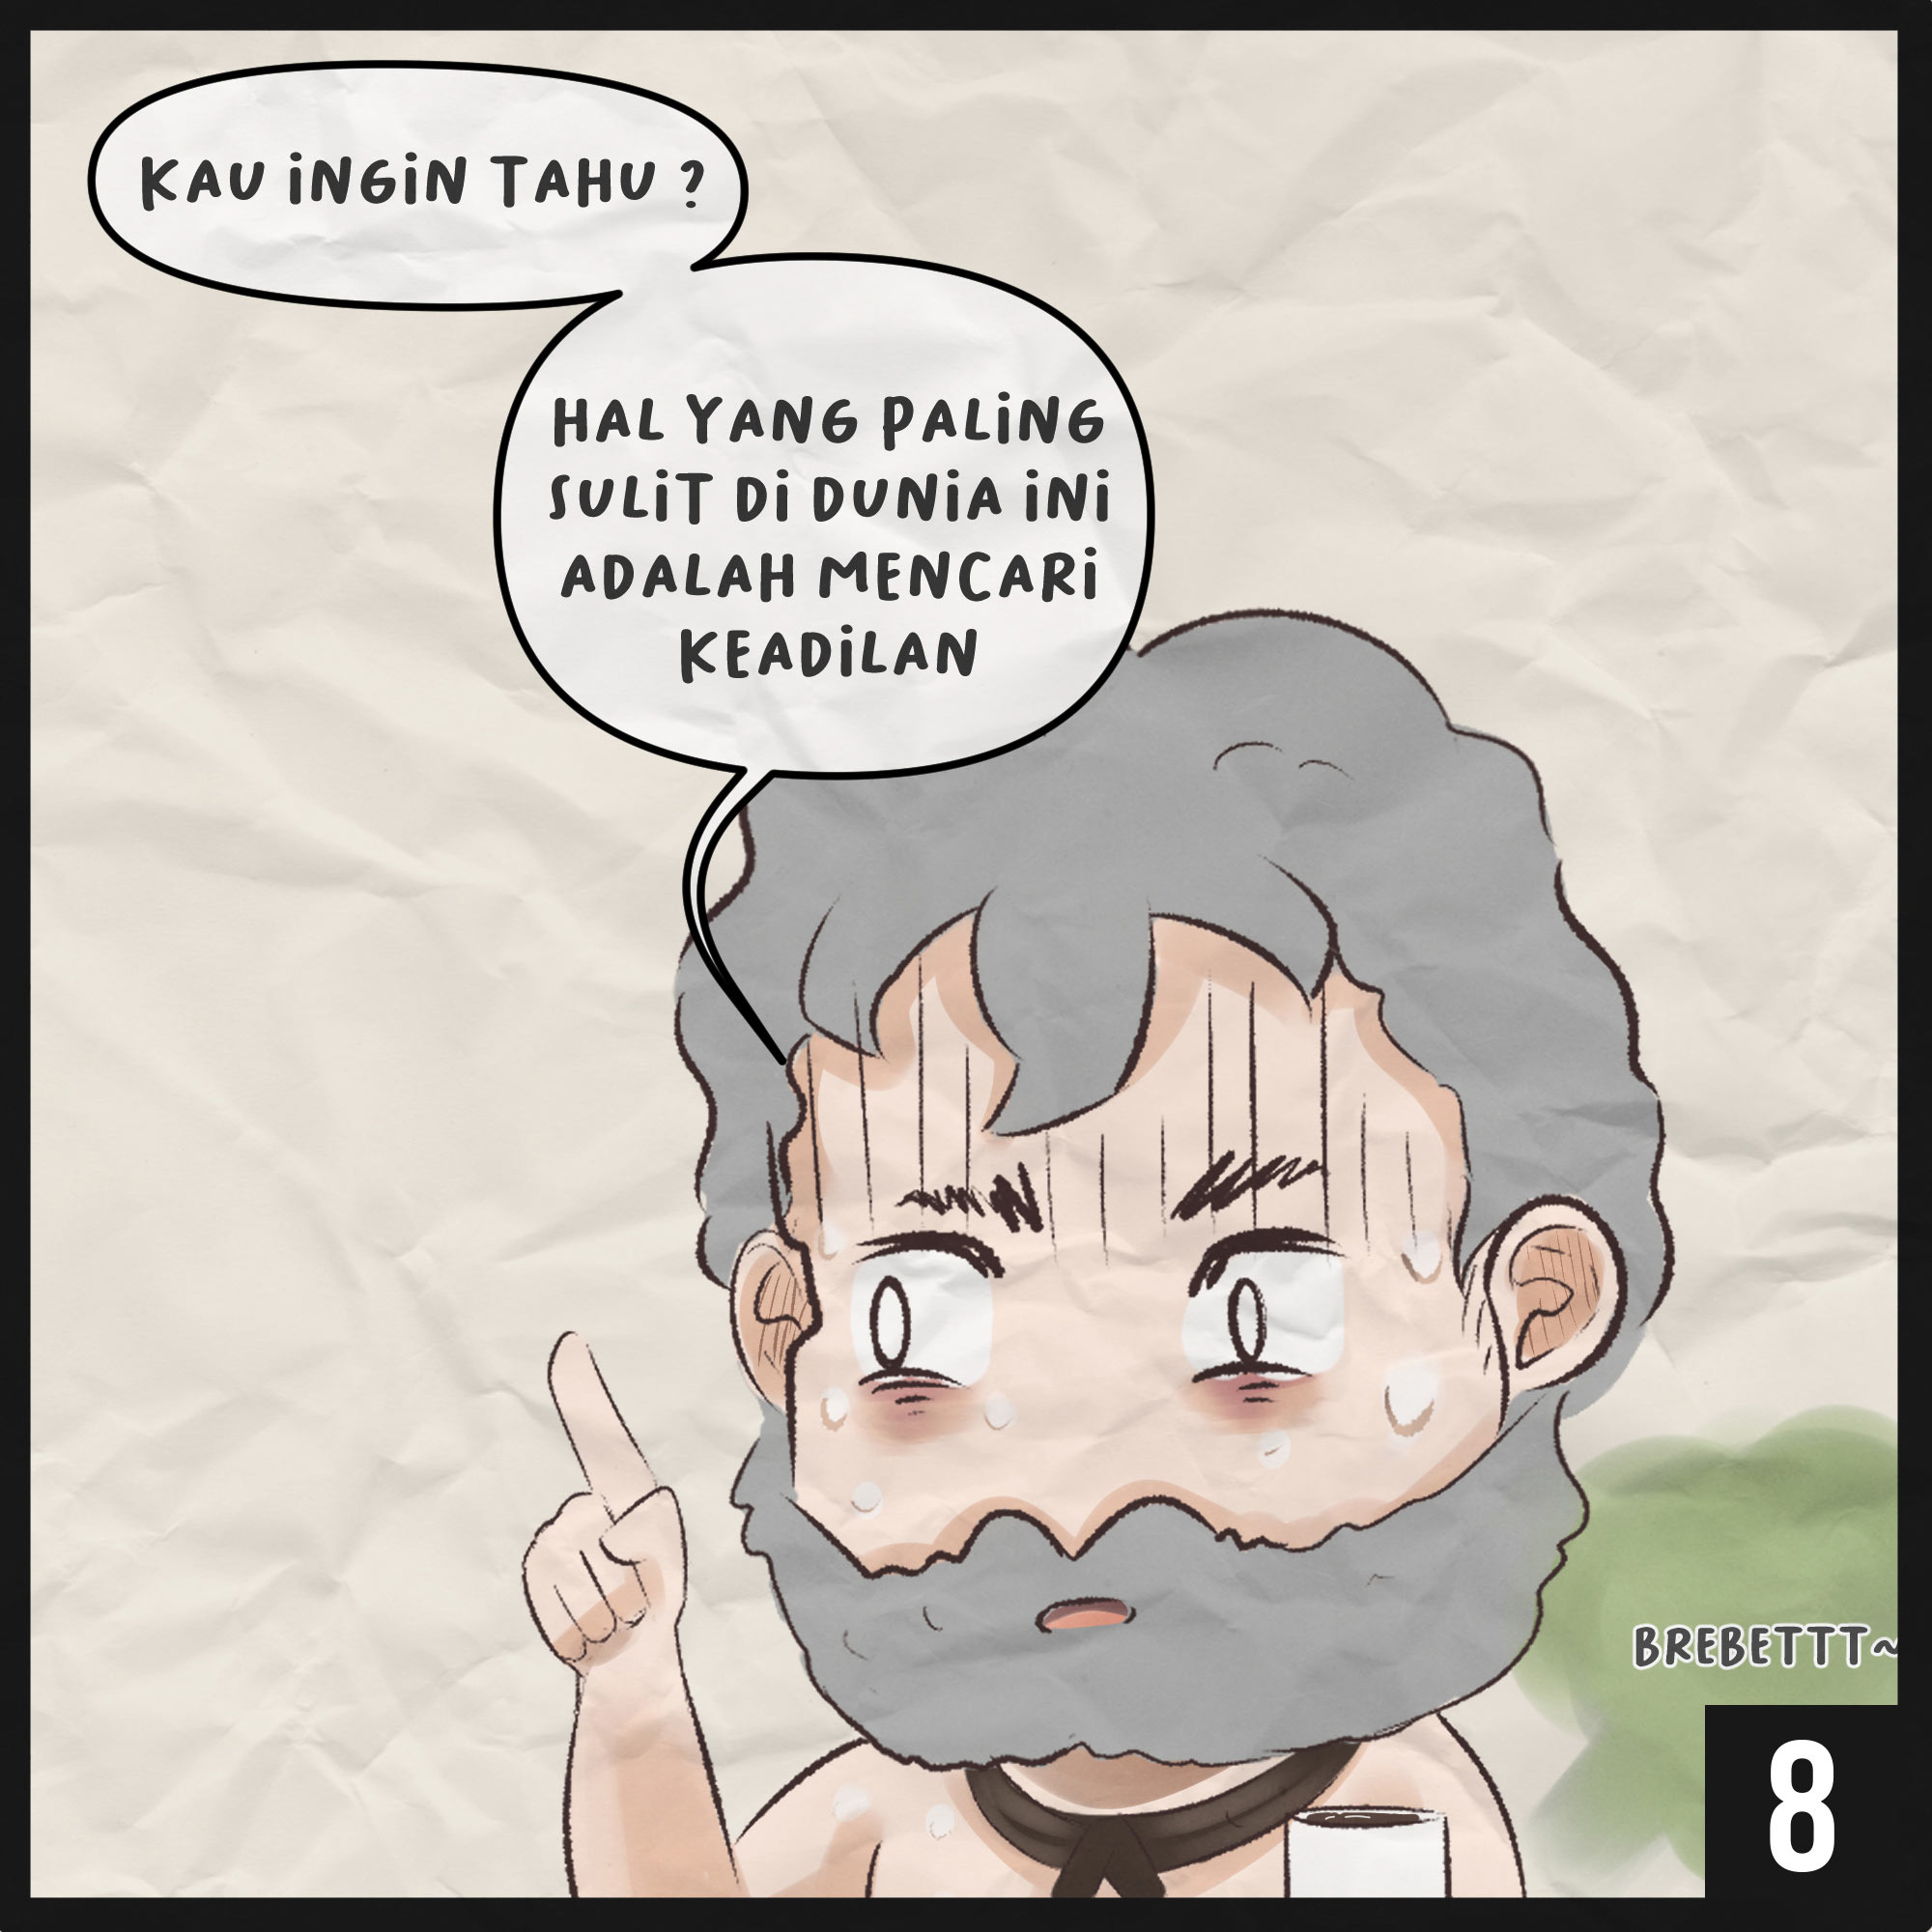 KAU iNGiN TAHU ?
HAL YANG PALiNG
SULiT Di DUNiA iNi
ADALAH MENCARi
KEADiLAN
BREBETTT~
8